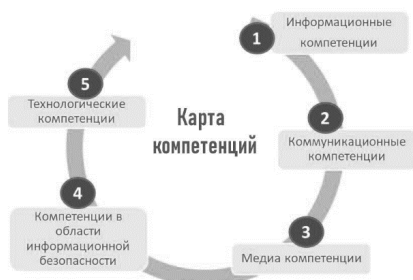 Карта
компетенций
1
Информационные
компетенции
2
Коммуникационные
компетенции
3
Медиа компетенции
4
Компетенции в
области
информационной
безопасности
5
Технологические
компетенции